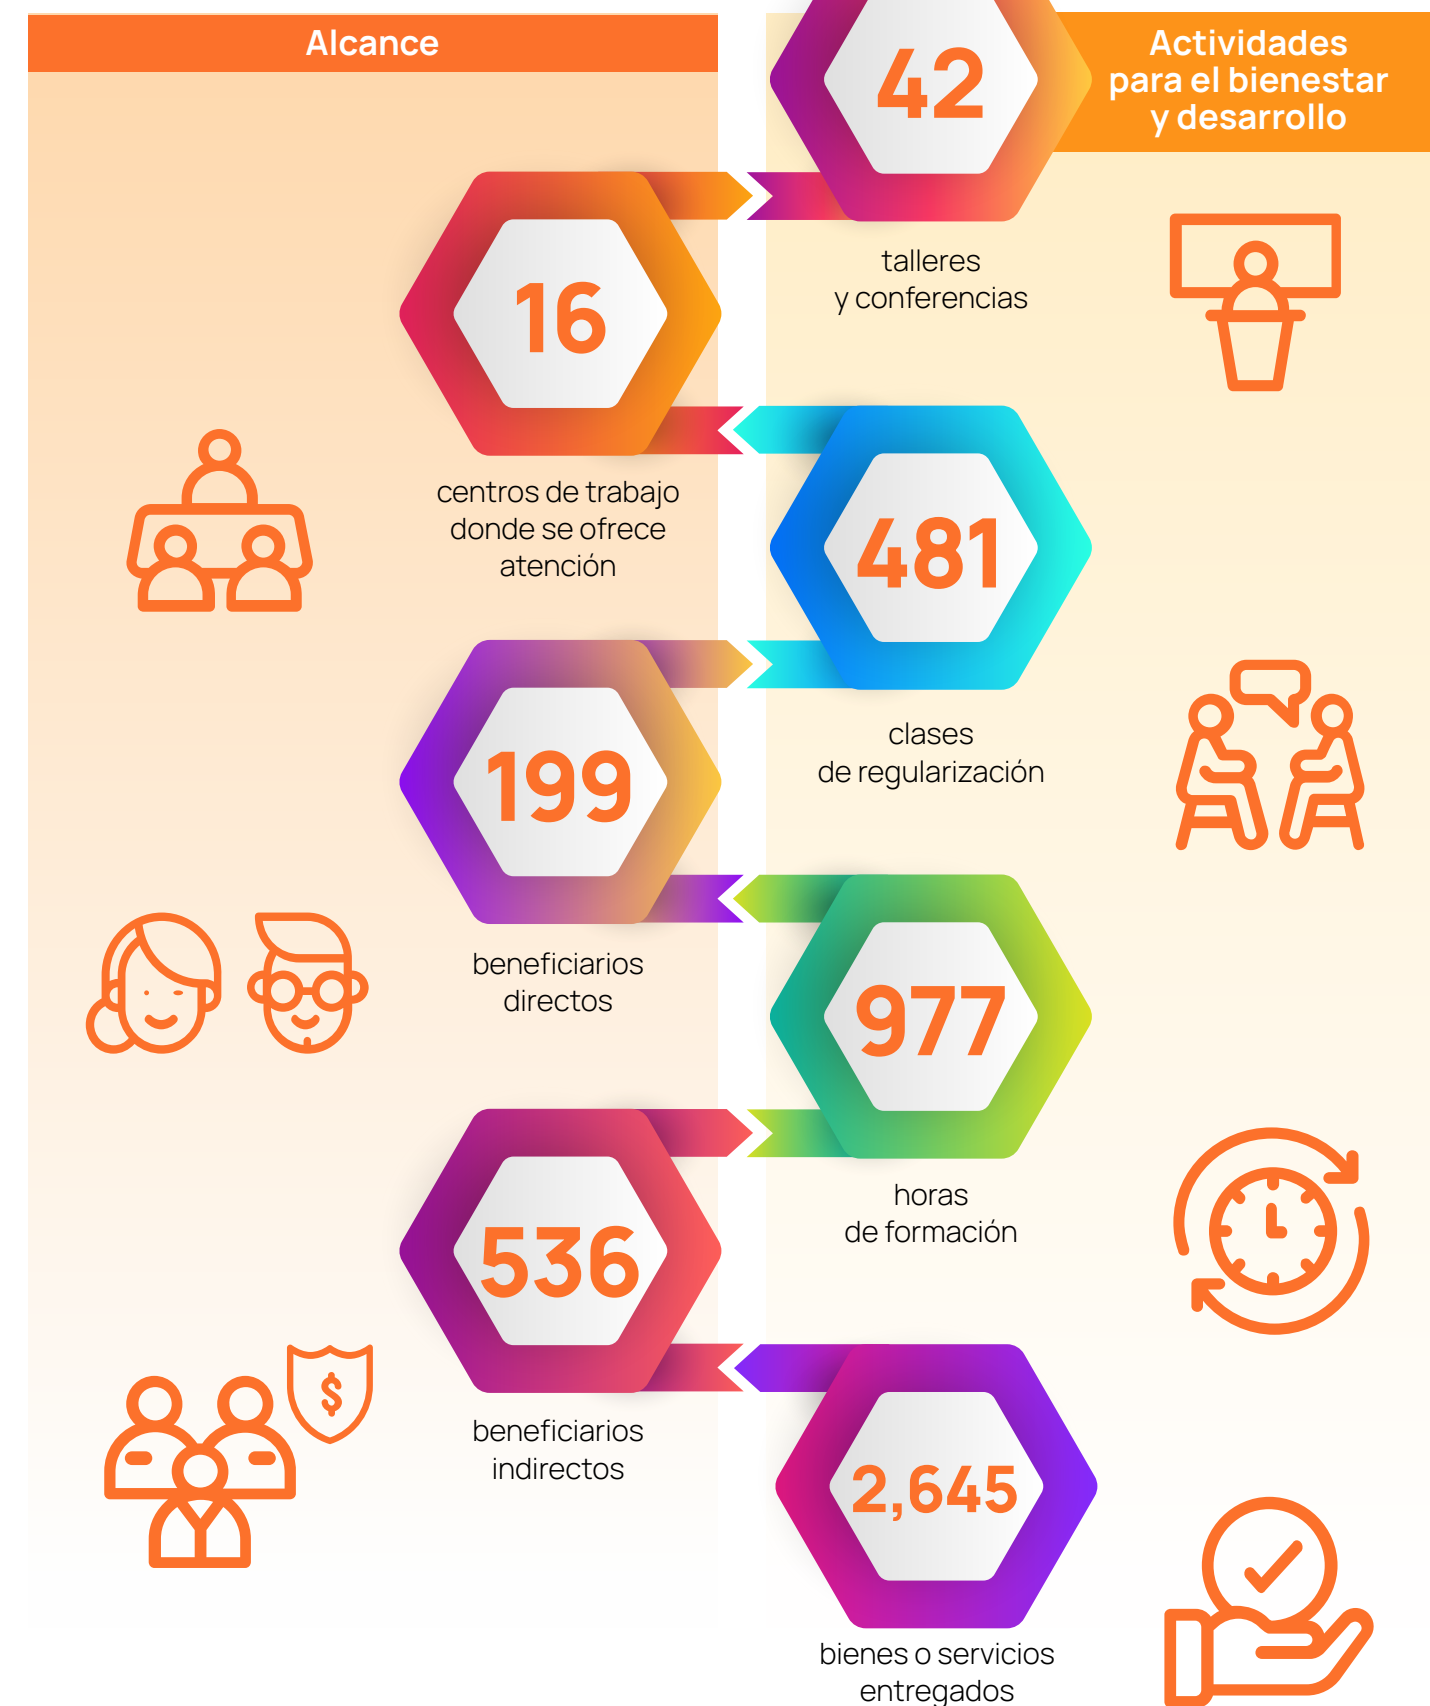 Alcance
16
centros de trabajo
donde se ofrece
atención
199
beneficiarios
directos
536
beneficiarios
indirectos
$
Actividades
para el bienestar
y desarrollo
42
talleres
y conferencias
481
clases
de regularización
977
horas
de formación
2,645
bienes o servicios
entregados